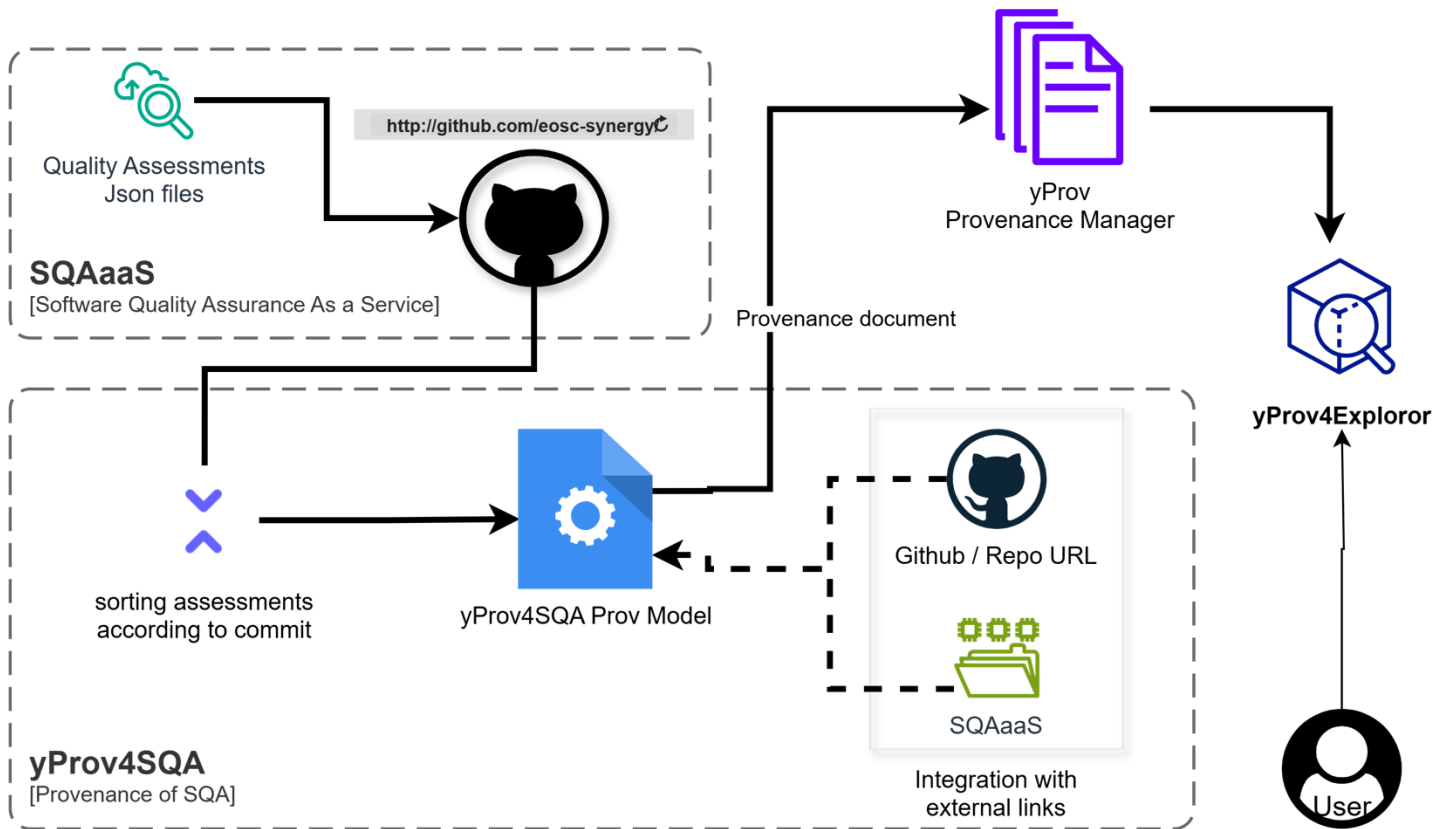 Quality Assessments
Json files
http://github.com/eosc-synergy
SQAaaS
[Software Quality Assurance As a Service]
yProv
Provenance Manager
Provenance document
yProv4Exploror
sorting assessments
according to commit
yProv4SQA Prov Model
Github / Repo URL
SQAaaS
Integration with
external links
yProv4SQA
[Provenance of SQA]
User